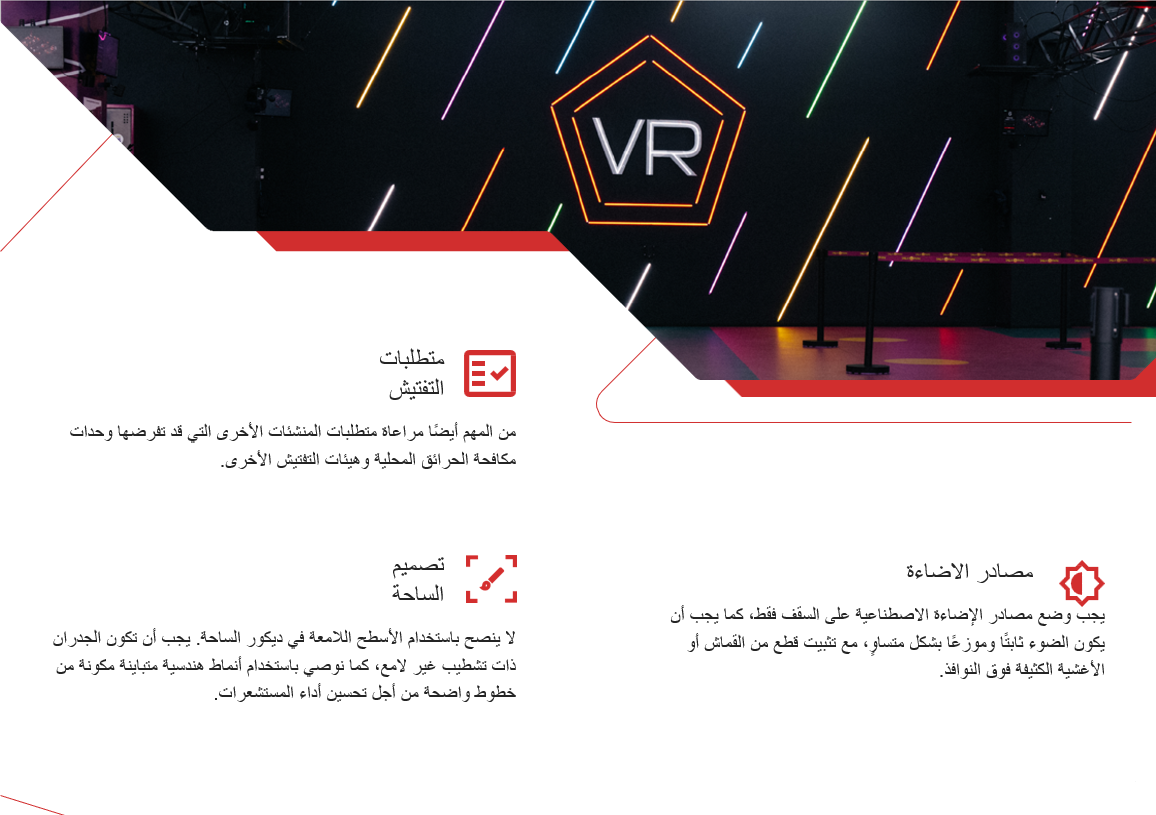 VR
متطلبات
التفتيش
من المهم أيضًا مراعاة متطلبات المنشئات الأخرى التي قد تفرضها وحدات
مكافحة الحرائق المحلية وهيئات التفتيش الأخرى.
مصادر الاضاءة
يجب وضع مصادر الإضاءة الاصطناعية على السقف فقط، كما يجب أن
يكون الضوء ثابتًا وموزعًا بشكل متساوٍ، مع تثبيت قطع من القماش أو
الأغشية الكثيفة فوق النوافذ.
تصميم
الساحة
لا ينصح باستخدام الأسطح اللامعة في ديكور الساحة. يجب أن تكون الجدران
ذات تشطيب غير لامع، كما نوصي باستخدام أنماط هندسية متباينة مكونة من
خطوط واضحة من أجل تحسين أداء المستشعرات.